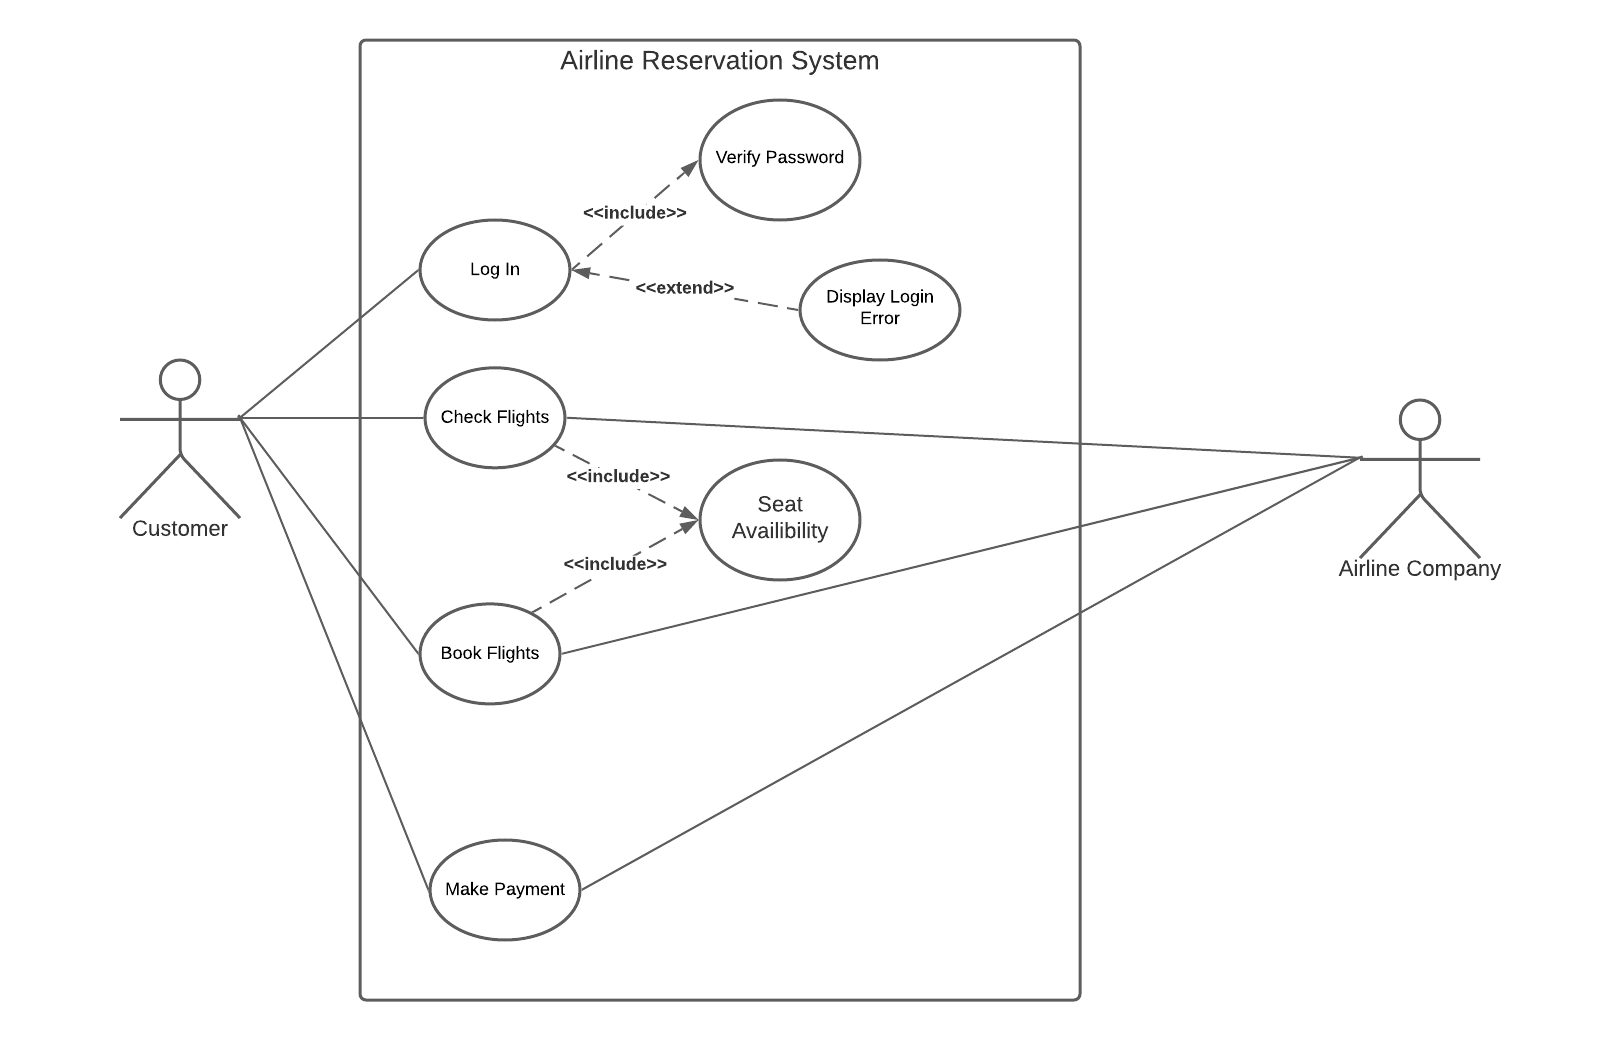 Airline Reservation System
Verify Password
<<include>>
Log In
<<extend>>
Display Login
Error
Check Flights
<<include>>
Seat
Availibility
<<include>>
Customer
Airline Company
Book Flights
Make Payment